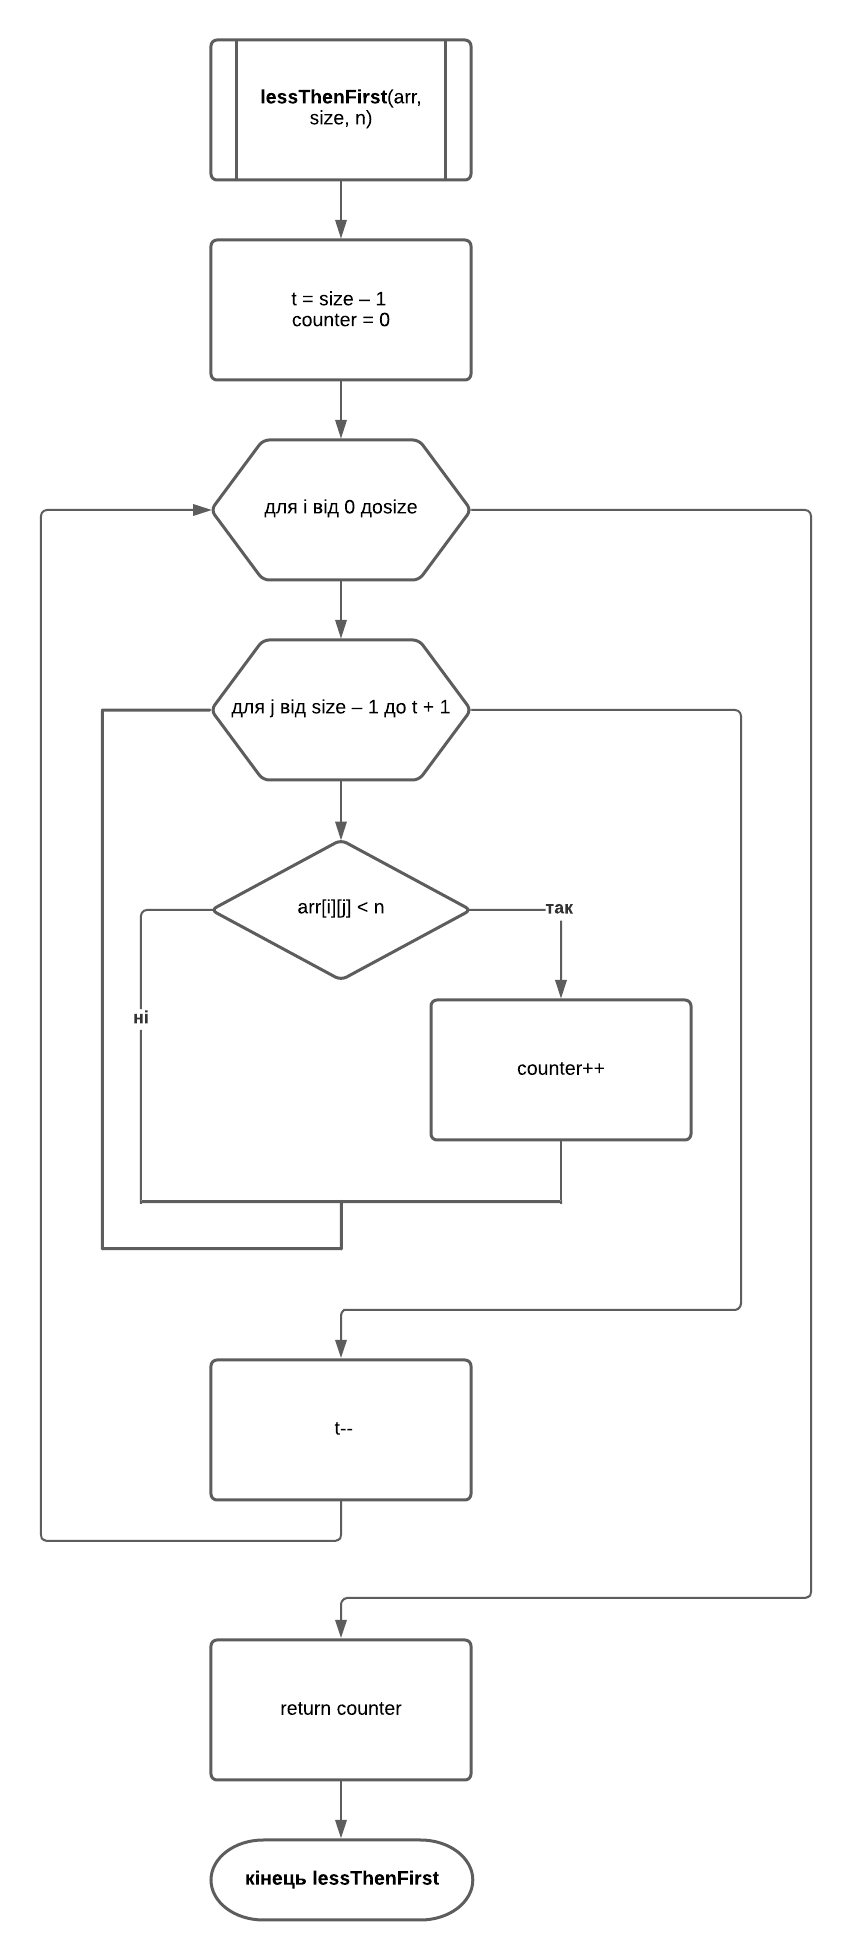 lessThenFirst(arr,
size, n)
t = size – 1
counter = 0
для i від 0 доsize
для j від size – 1 до t + 1
arr[i][j] < n
так
ні
counter++
t--
return counter
кінець lessThenFirst